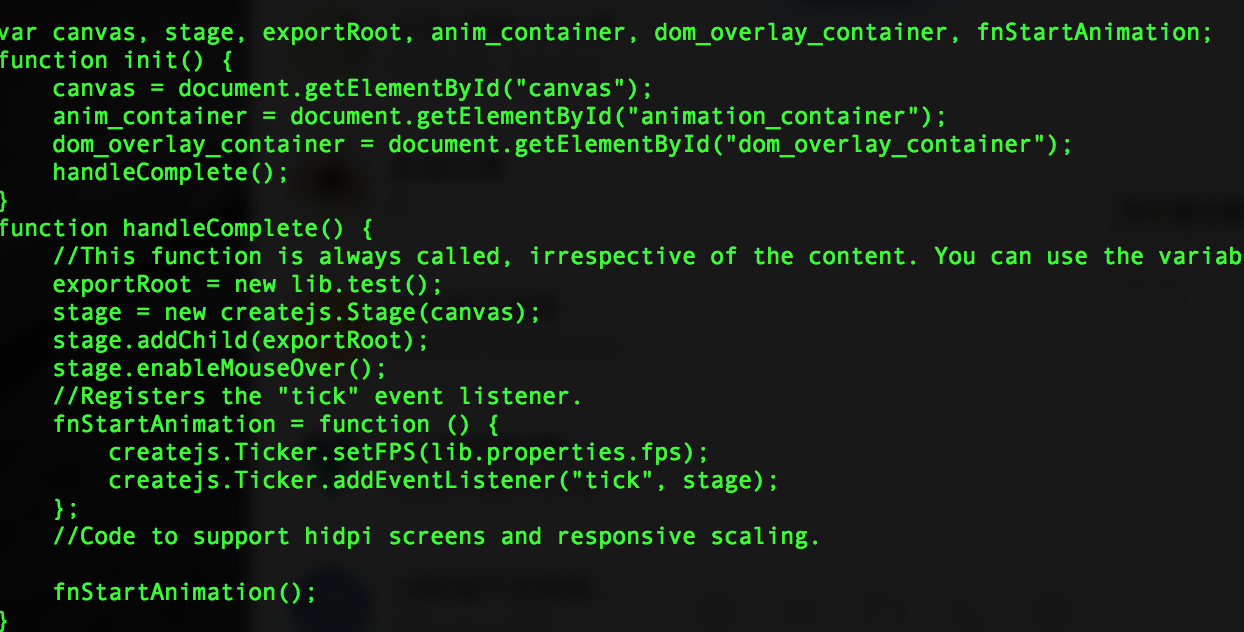 var canvas, stage, exportRoot, anim_container, dom_overlay_container, fnStartAnimation;
function init() {
    canvas = document.getElementById("canvas");
    anim_container = document.getElementById("animation_container");
    dom_overlay_container = document.getElementById("dom_overlay_container");
    handleComplete();
}
function handleComplete() {
    //This function is always called, irrespective of the content. You can use the variab
    exportRoot = new lib.test();
    stage = new createjs.Stage(canvas);
    stage.addChild(exportRoot);
    stage.enableMouseOver();
    //Registers the "tick" event listener.
    fnStartAnimation = function () {
        createjs.Ticker.setFPS(lib.properties.fps);
        createjs.Ticker.addEventListener("tick", stage);
    };
    //Code to support hidpi screens and responsive scaling.
    fnStartAnimation();
}